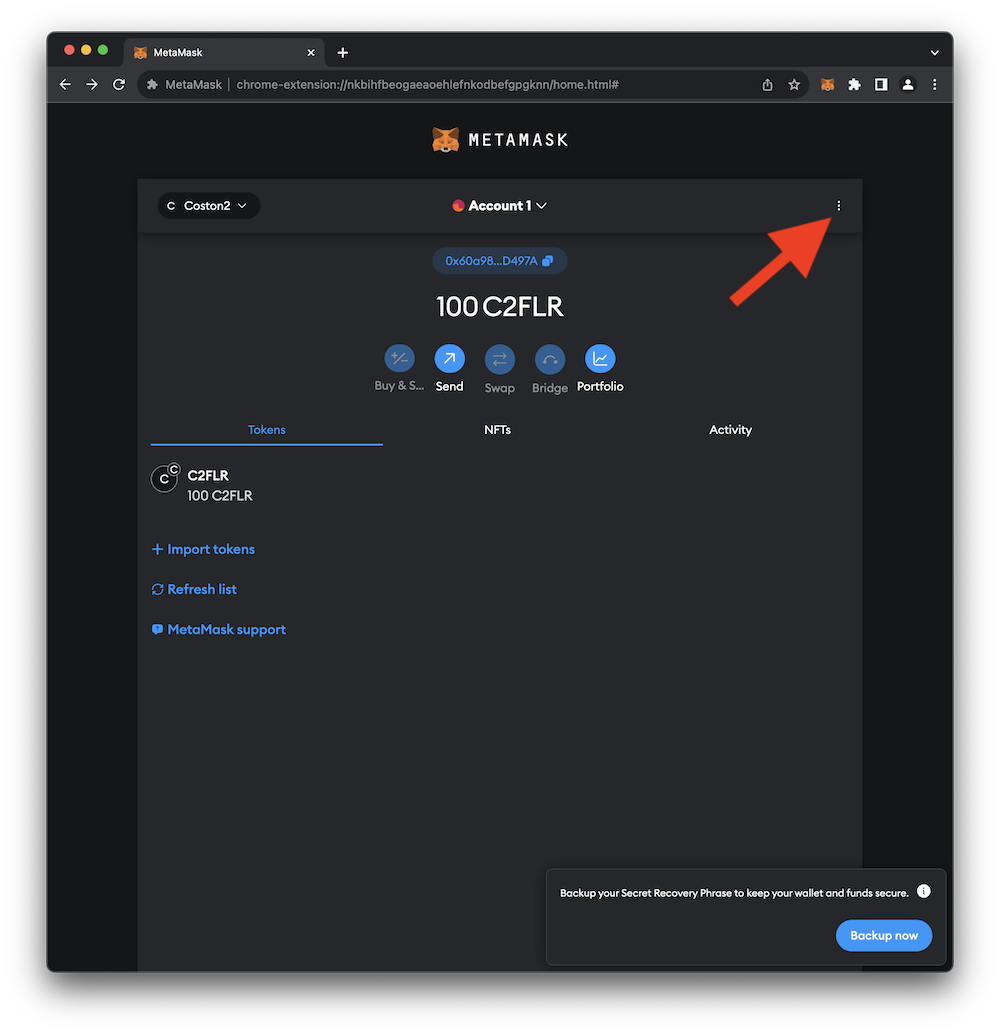 MetaMask
MetaMask chrome-extension://nkbihfbeogaeaoehlefnkodbefgpgknn/home.html#
METAMASK
C Coston2
Account 1
0x60a98...D497A
100 C2FLR
Buy & S... Send Swap Bridge Portfolio
Tokens NFTs Activity
C C
C2FLR
100 C2FLR
Import tokens
Refresh list
MetaMask support
Backup your Secret Recovery Phrase to keep your wallet and funds secure.
Backup now